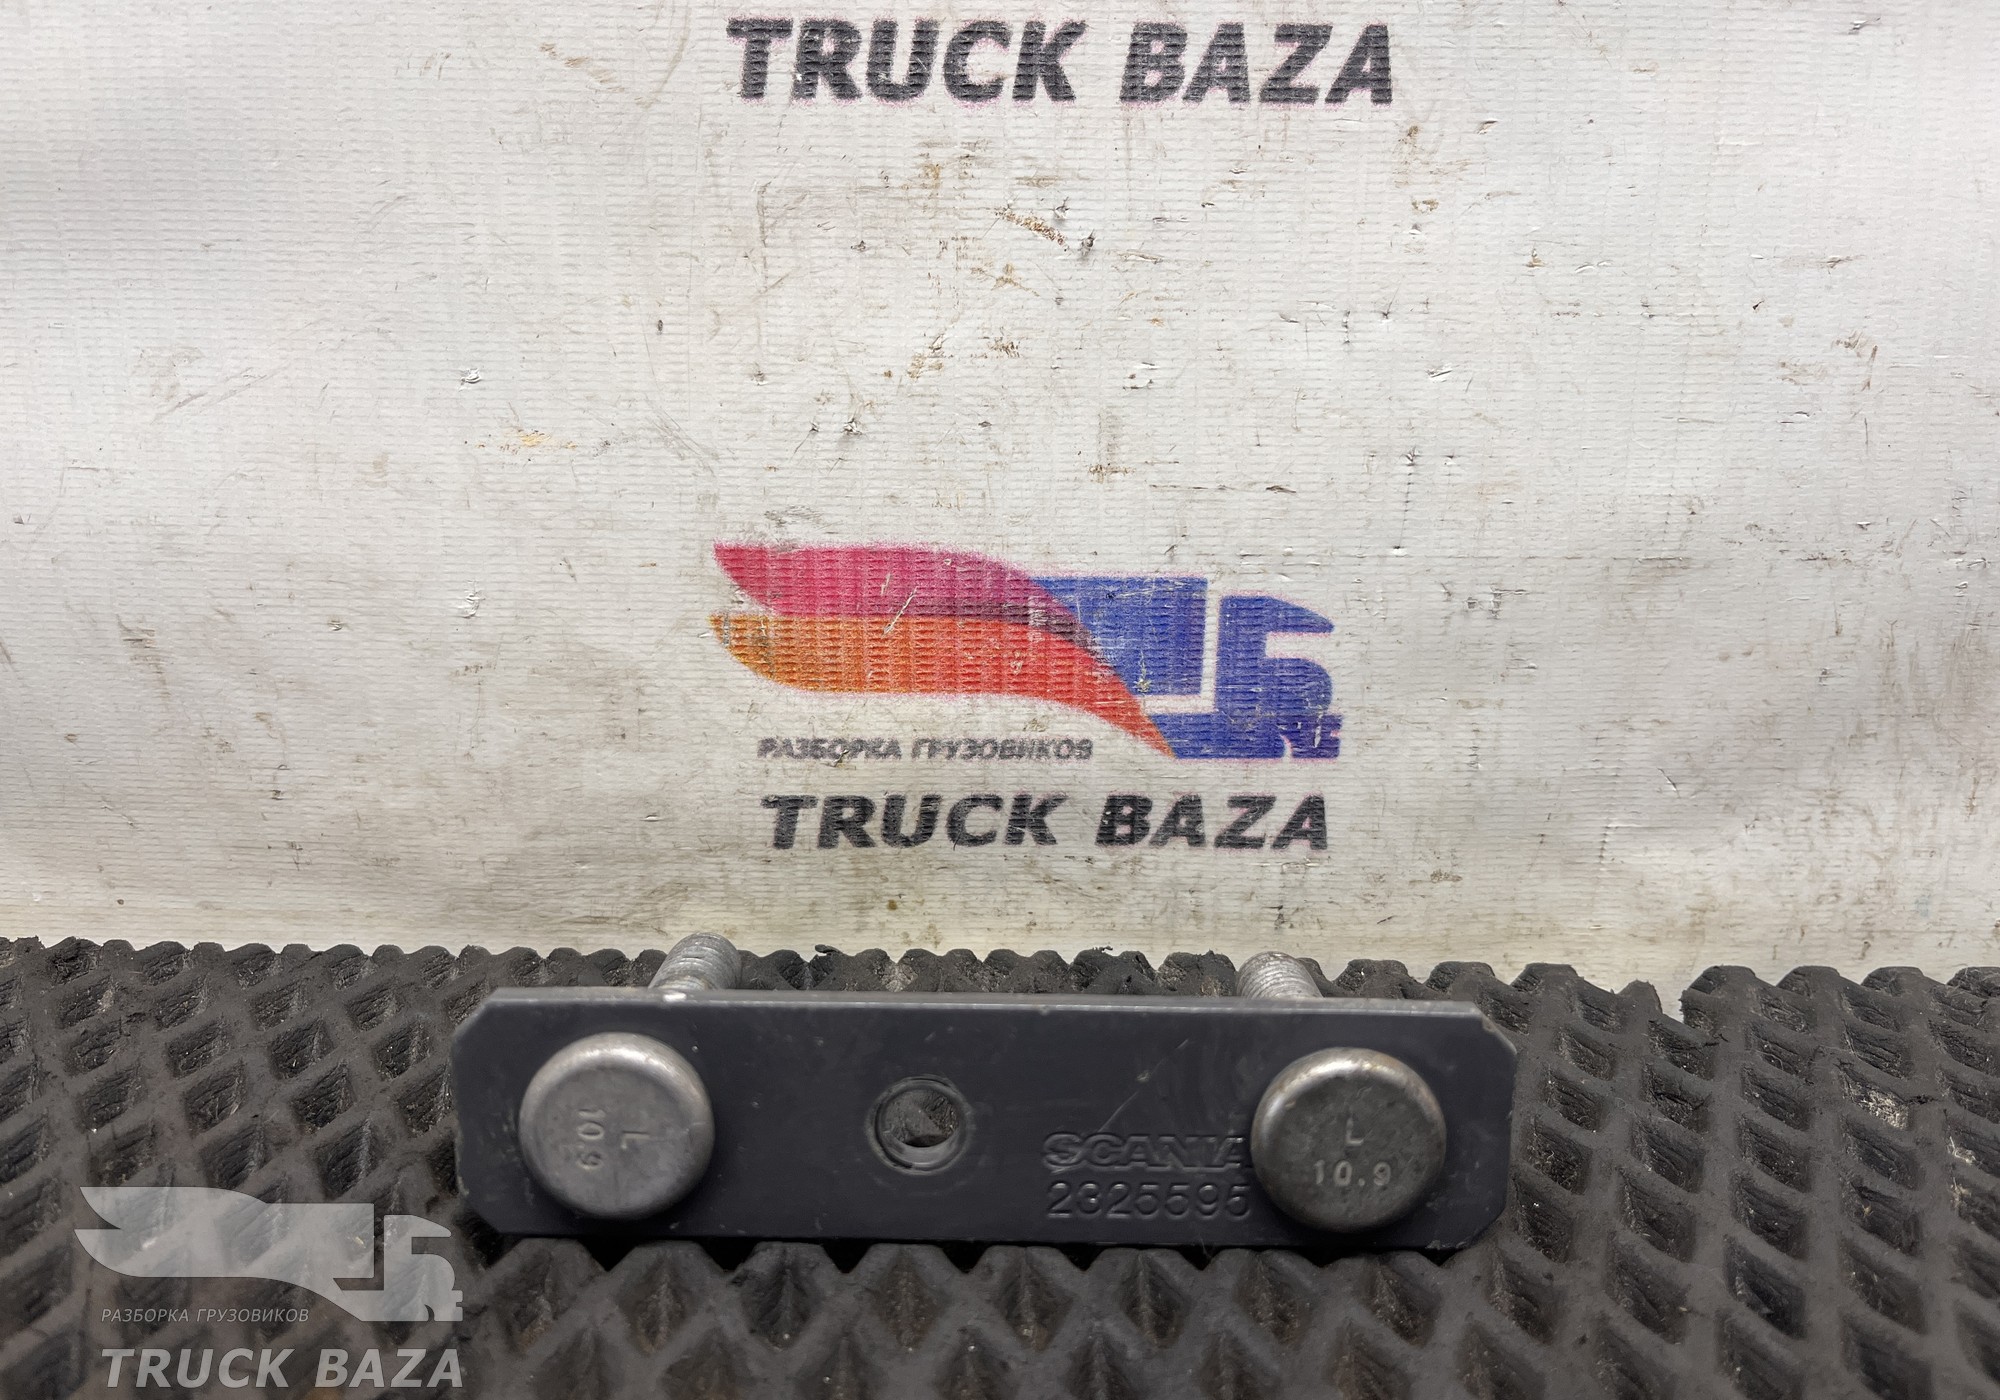 TRUCK BAZA
РАЗБОРКА ГРУЗОВИКОВ
TRUCK BAZA
L
10.9
SCANIA
2325595
L
10.9
РАЗБОРКА ГРУЗОВИКОВ
TRUCK BAZA